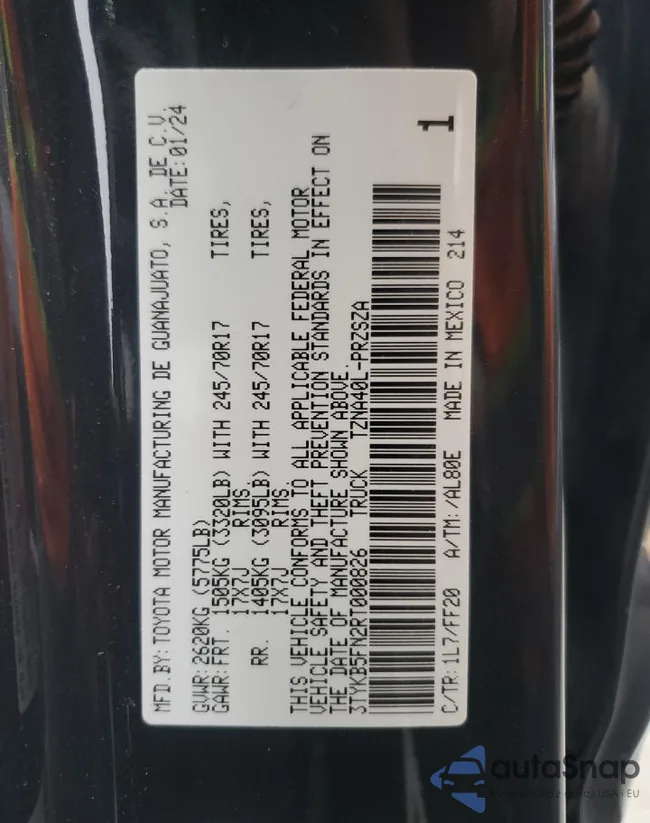 MFD.BY:TOYOTA MOTOR MANUFACTURING DE GUANAJUATO, S.A. DE C.V.
DATE:01/24
GVWR:2620KG (5775LB)
GAWR:FRT. 1505KG (3320LB) WITH 245/70R17 TIRES,
17X7J RIMS.
RR. 1405KG (3095LB) WITH 245/70R17 TIRES,
17X7J RIMS.
THIS VEHICLE CONFORMS TO ALL APPLICABLE FEDERAL MOTOR
VEHICLE SAFETY AND THEFT PREVENTION STANDARDS IN EFFECT ON
THE DATE OF MANUFACTURE SHOWN ABOVE.
3TYKB5FN2RT000826 TRUCK TZNA40L-PRZSZA
1
C/TR:1L7/FF20 A/TM:/AL80E MADE IN MEXICO 214
autoSnap